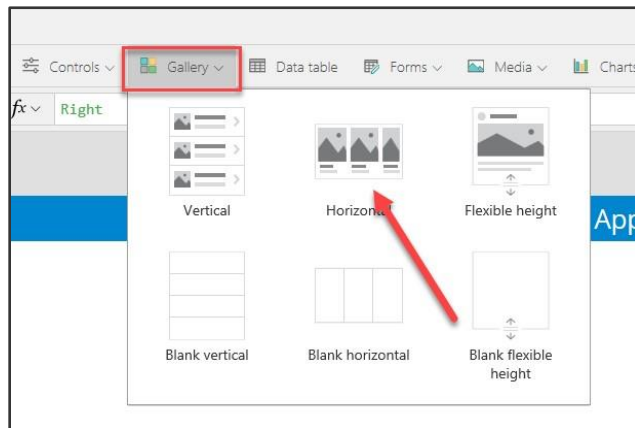 Controls Gallery Data table Forms Media Charts
fx Right
Vertical Horizontal Flexible height
App
Blank vertical Blank horizontal Blank flexible
height